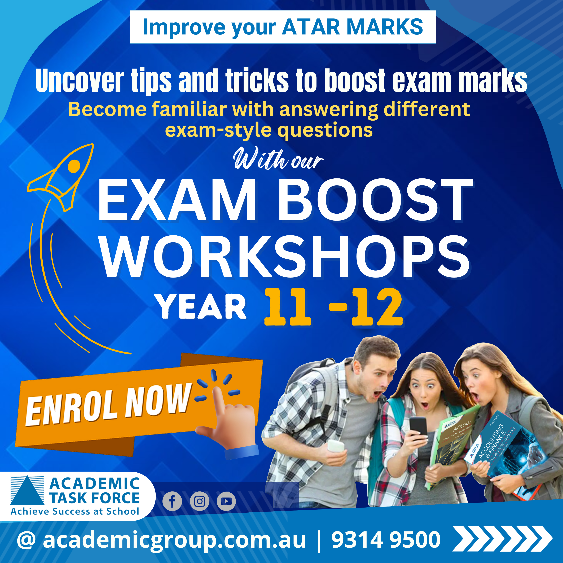 Improve your ATAR MARKS
Uncover tips and tricks to boost exam marks
Become familiar with answering different
exam-style questions
With our
EXAM BOOST
WORKSHOPS
YEAR 11 -12
ENROL NOW
ACADEMIC
TASK FORCE
Achieve Success at School
@ academicgroup.com.au | 9314 9500